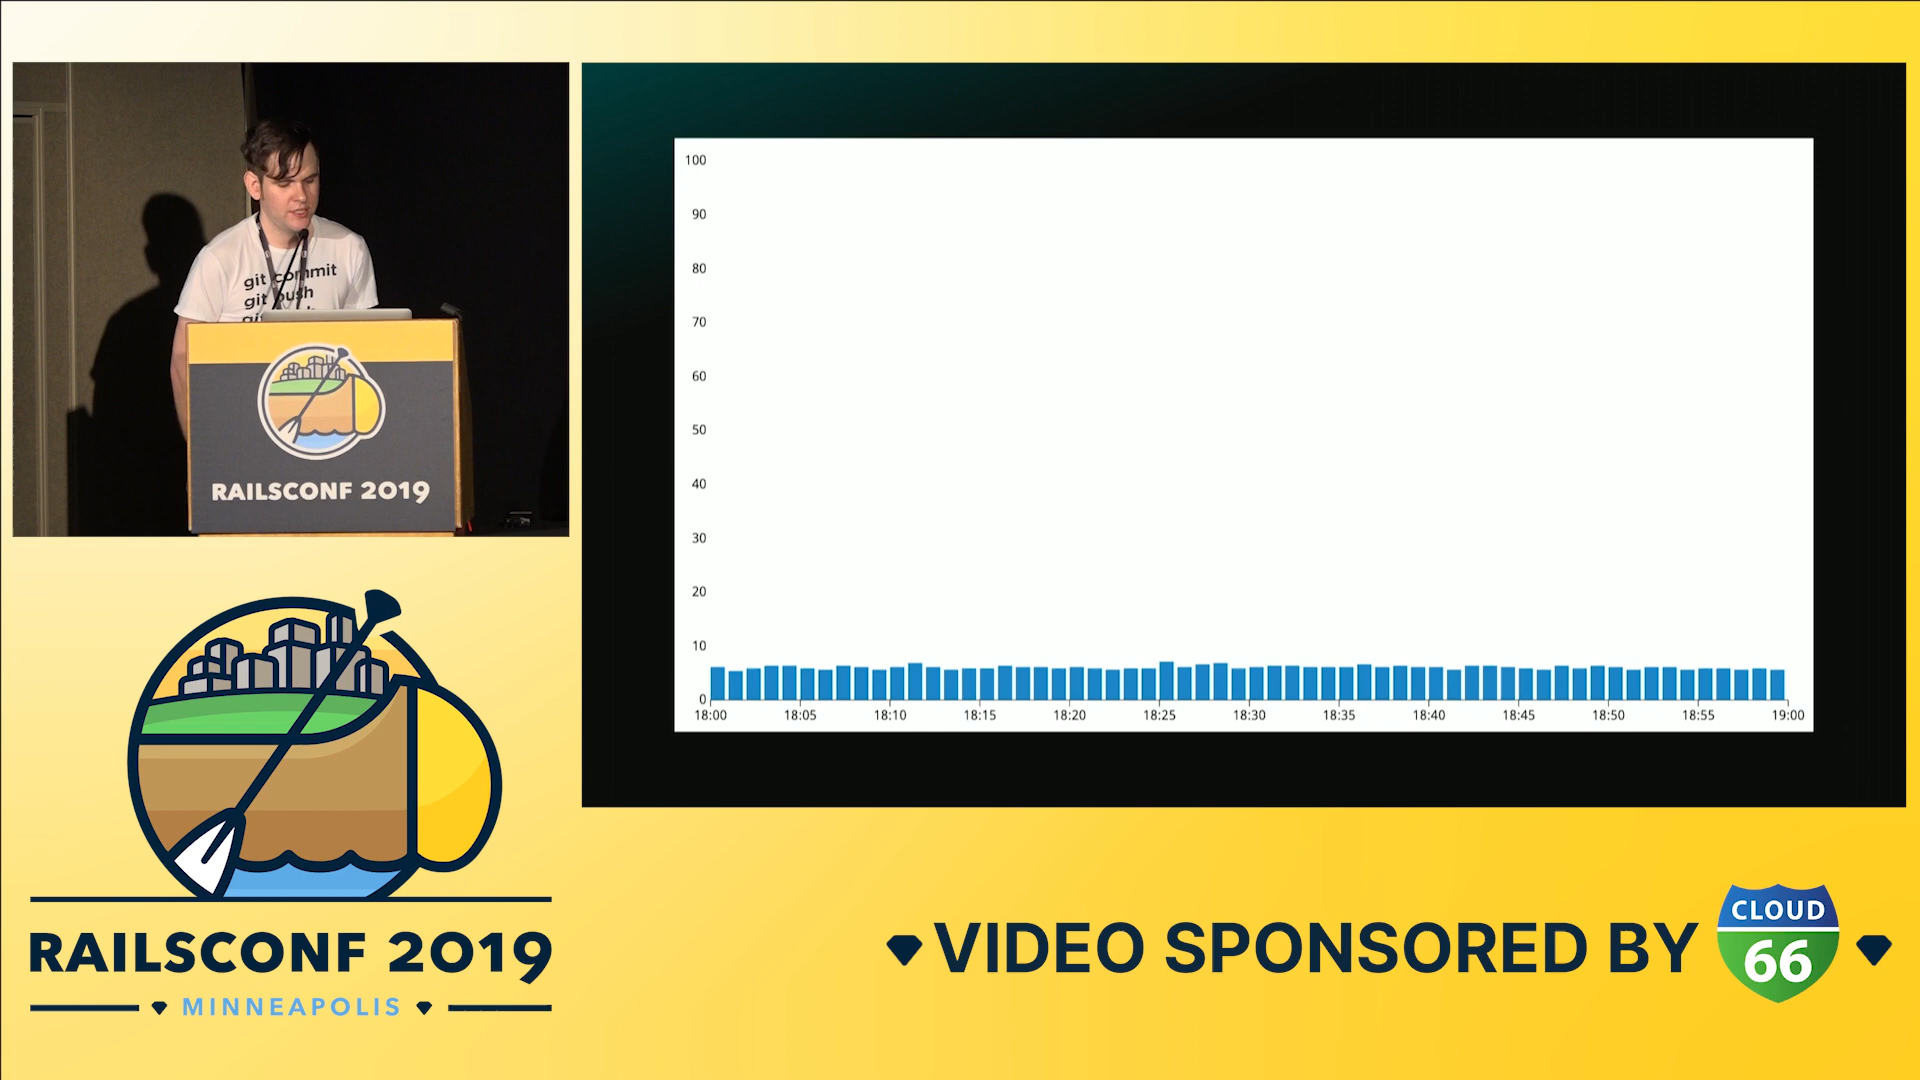 git commit
git push
RAILSCONF 2019
100
90
80
70
60
50
40
30
20
10
0
18:00 18:05 18:10 18:15 18:20 18:25 18:30 18:35 18:40 18:45 18:50 18:55 19:00
RAILSCONF 2019
MINNEAPOLIS
VIDEO SPONSORED BY
CLOUD
66